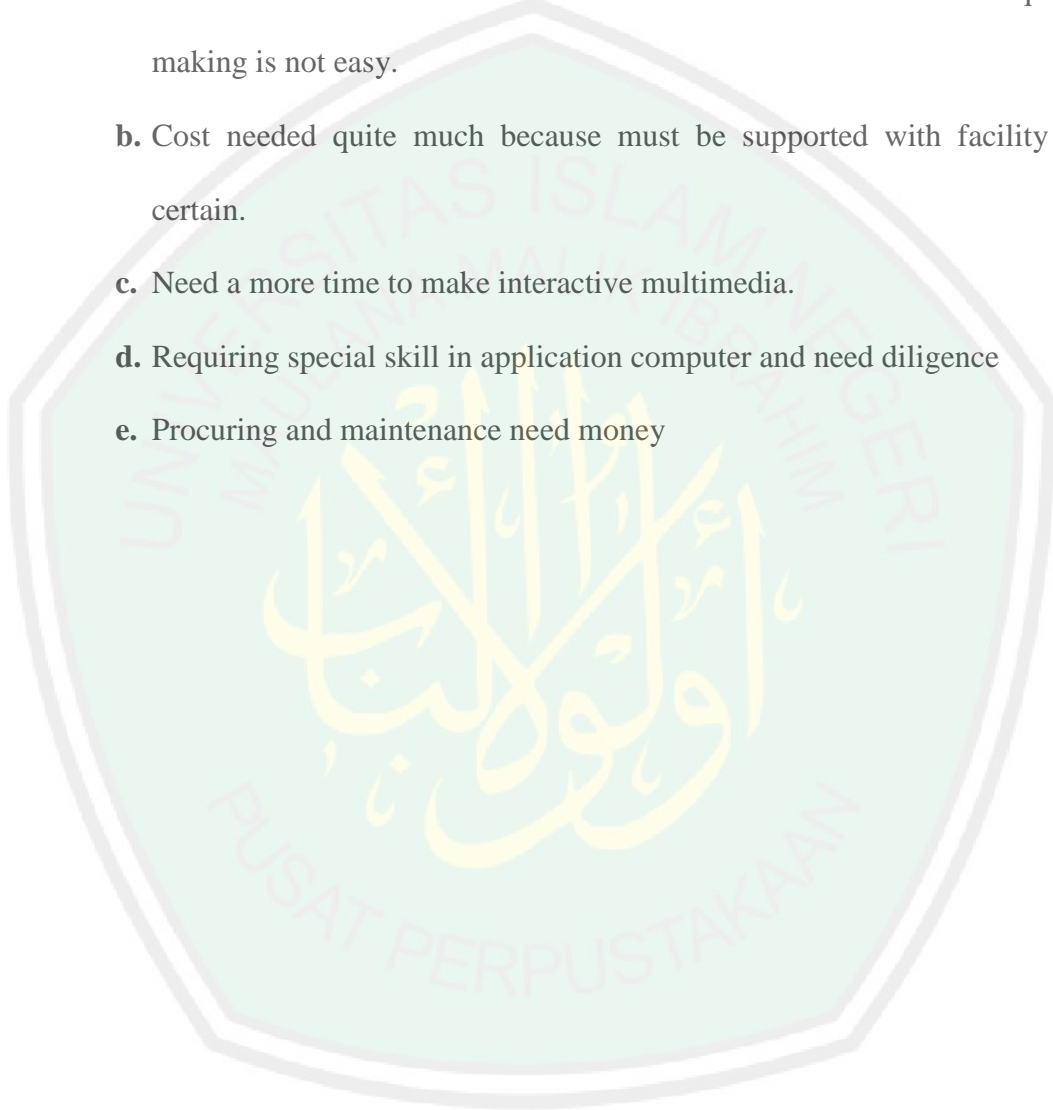 making is not easy.
b. Cost needed quite much because must be supported with facility
certain.
c. Need a more time to make interactive multimedia.
d. Requiring special skill in application computer and need diligence
e. Procuring and maintenance need money
UNIVERSITAS ISLAM NEGERI
MAULANA MALIK IBRAHIM
PUSAT PERPUSTAKAAN